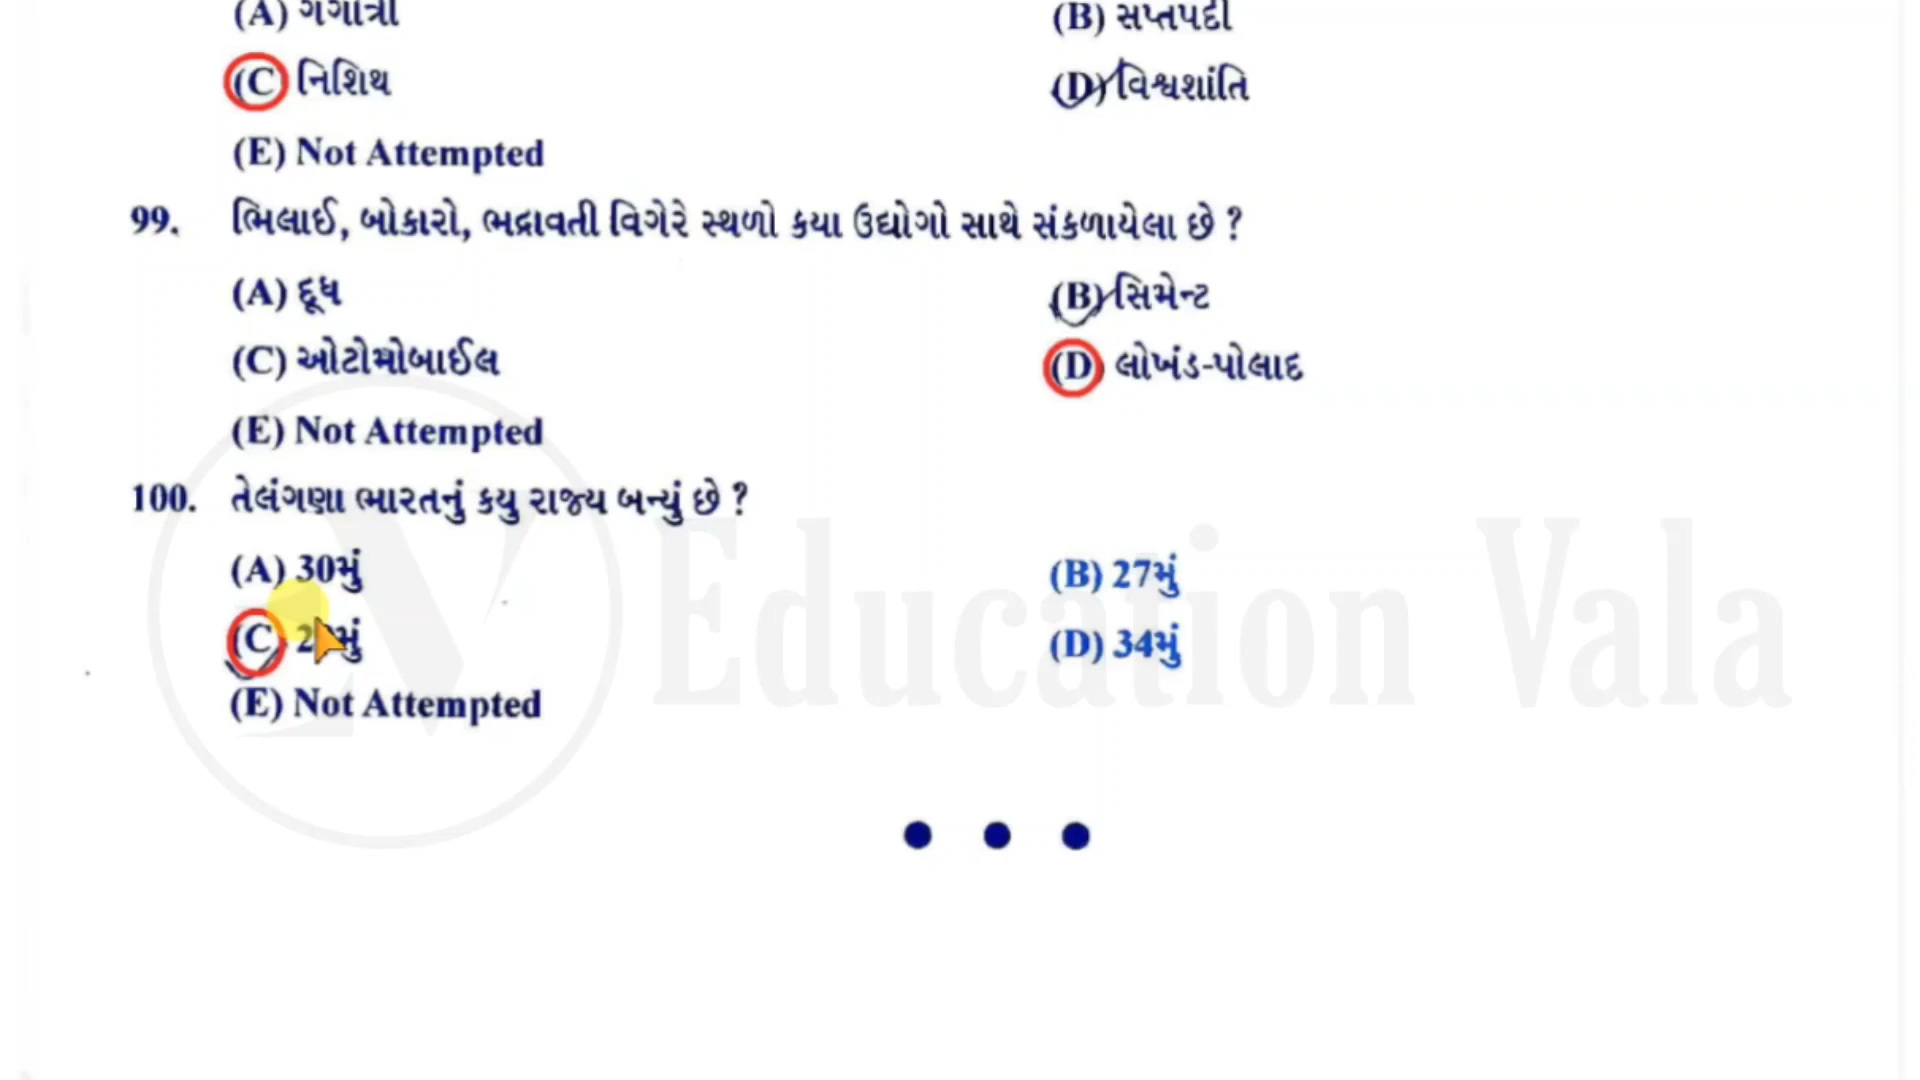 (A) ગંગોત્રી
(B) સપ્તપદી
(C નિશિથ
(D) વિશ્વશાંતિ
(E) Not Attempted
99. ભિલાઈ, બોકારો, ભદ્રાવતી વિગેરે સ્થળો કયા ઉદ્યોગો સાથે સંકળાયેલા છે ?
(A) દૂધ
(B) સિમેન્ટ
(C) ઓટોમોબાઈલ
(D લોખંડ-પોલાદ
(E) Not Attempted
100. તેલંગણા ભારતનું કયુ રાજ્ય બન્યું છે ?
(A) 30મું
(B) 27મું
(C
(D) 34મું
(E) Not Attempted
Education Vala